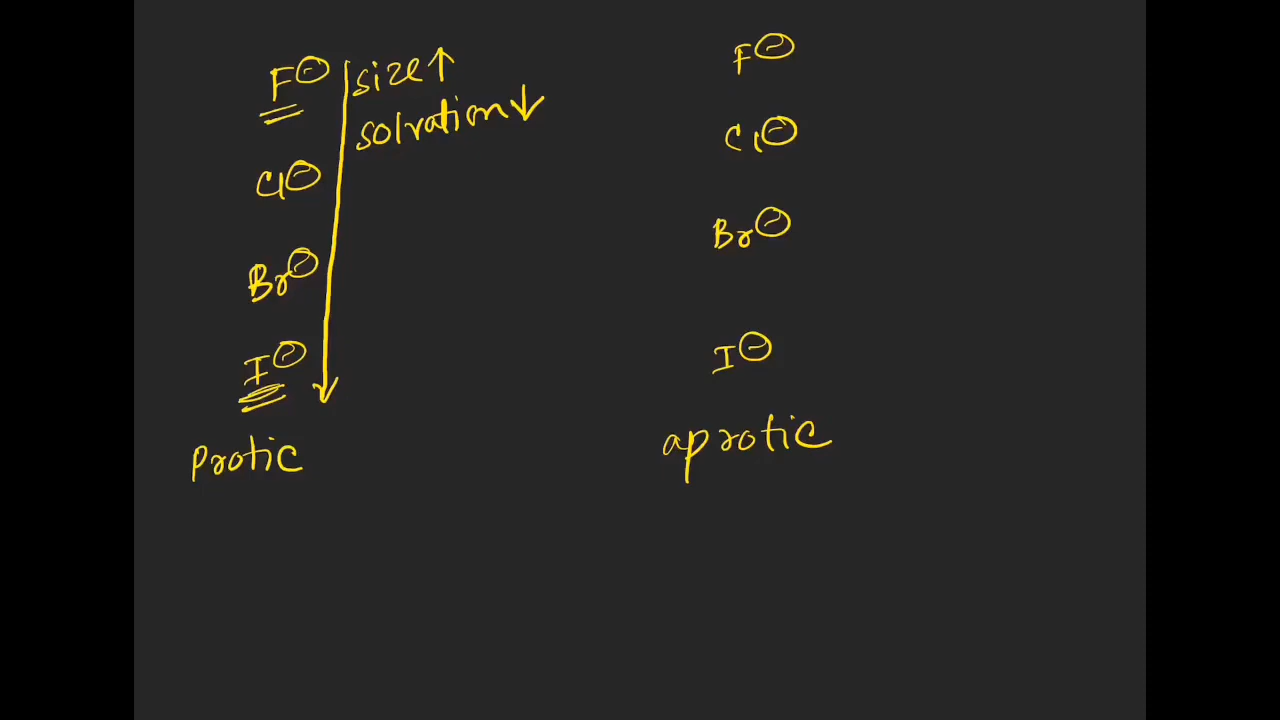 F⊖ size↑
solvation↓
Cl⊖
Br⊖
I⊖
Protic
F⊖
Cl⊖
Br⊖
I⊖
aprotic